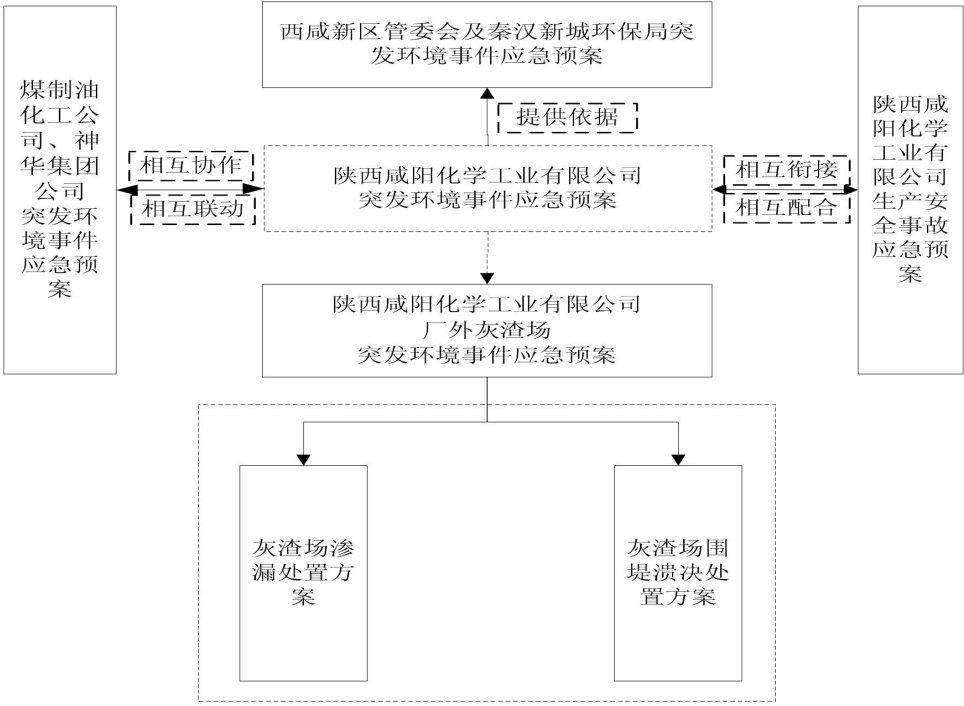 西咸新区管委会及秦汉新城环保局突
发环境事件应急预案
提供依据
煤制油
化工公
司、神
华集团
公司
突发环
境事件
应急预
案
相互协作
相互联动
陕西咸阳化学工业有限公司
突发环境事件应急预案
相互衔接
相互配合
陕西咸
阳化学
工业有
限公司
生产安
全事故
应急预
案
陕西咸阳化学工业有限公司
厂外灰渣场
突发环境事件应急预案
灰渣场渗
漏处置方
案
灰渣场围
堤溃决处
置方案